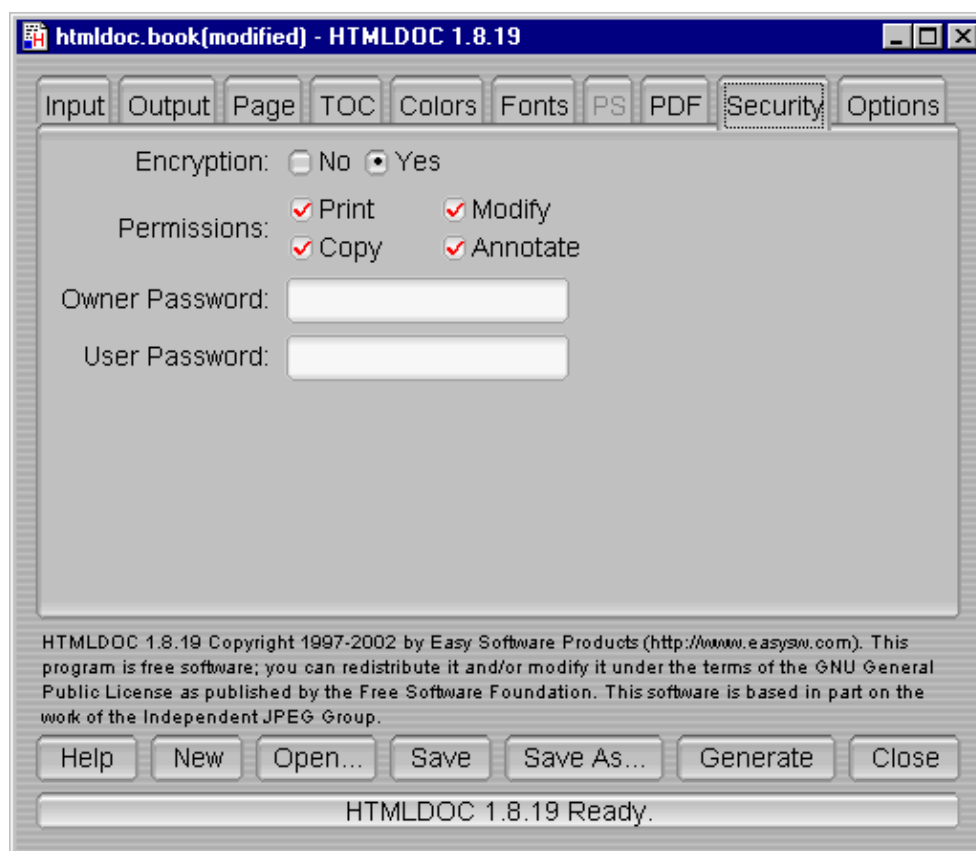 htmldoc.book(modified) - HTMLDOC 1.8.19
Input Output Page TOC Colors Fonts PS PDF Security Options
Encryption: No Yes
Permissions: Print Modify
Copy Annotate
Owner Password:
User Password:
HTMLDOC 1.8.19 Copyright 1997-2002 by Easy Software Products (http://www.easysw.com). This
program is free software; you can redistribute it and/or modify it under the terms of the GNU General
Public License as published by the Free Software Foundation. This software is based in part on the
work of the Independent JPEG Group.
Help New Open... Save Save As... Generate Close
HTMLDOC 1.8.19 Ready.